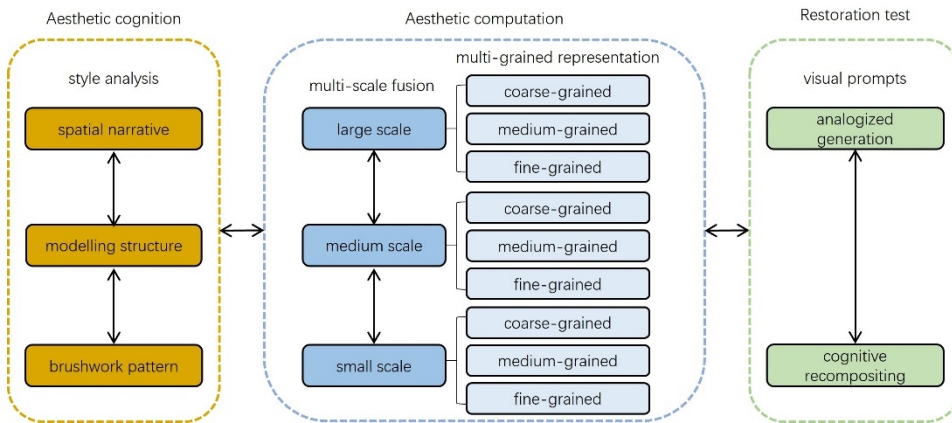 Aesthetic cognition
style analysis
spatial narrative
modelling structure
brushwork pattern
Aesthetic computation
multi-scale fusion
large scale
medium scale
small scale
multi-grained representation
coarse-grained
medium-grained
fine-grained
coarse-grained
medium-grained
fine-grained
coarse-grained
medium-grained
fine-grained
Restoration test
visual prompts
analogized
generation
cognitive
recompositing